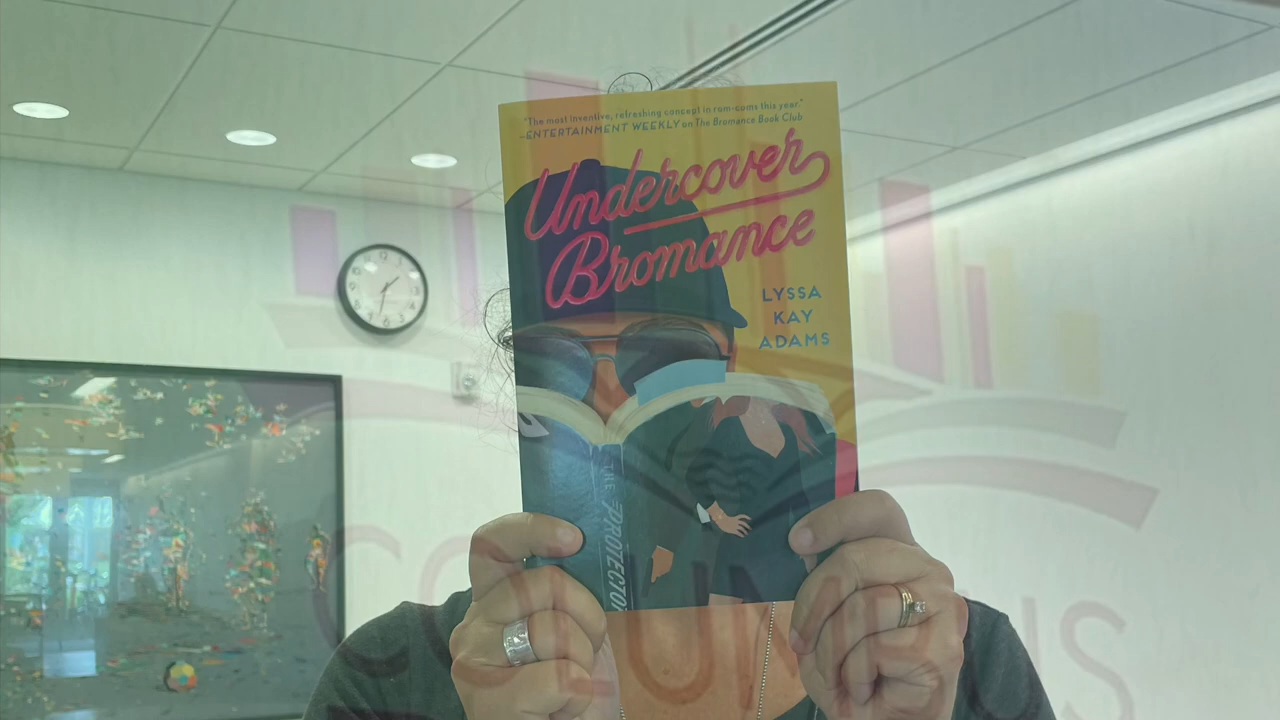 "The most inventive, refreshing concept in rom-coms this year."
—ENTERTAINMENT WEEKLY on The Bromance Book Club
Undercover
Bromance
LYSSA
KAY
ADAMS
THE PROTECTOR
COLUMBUS